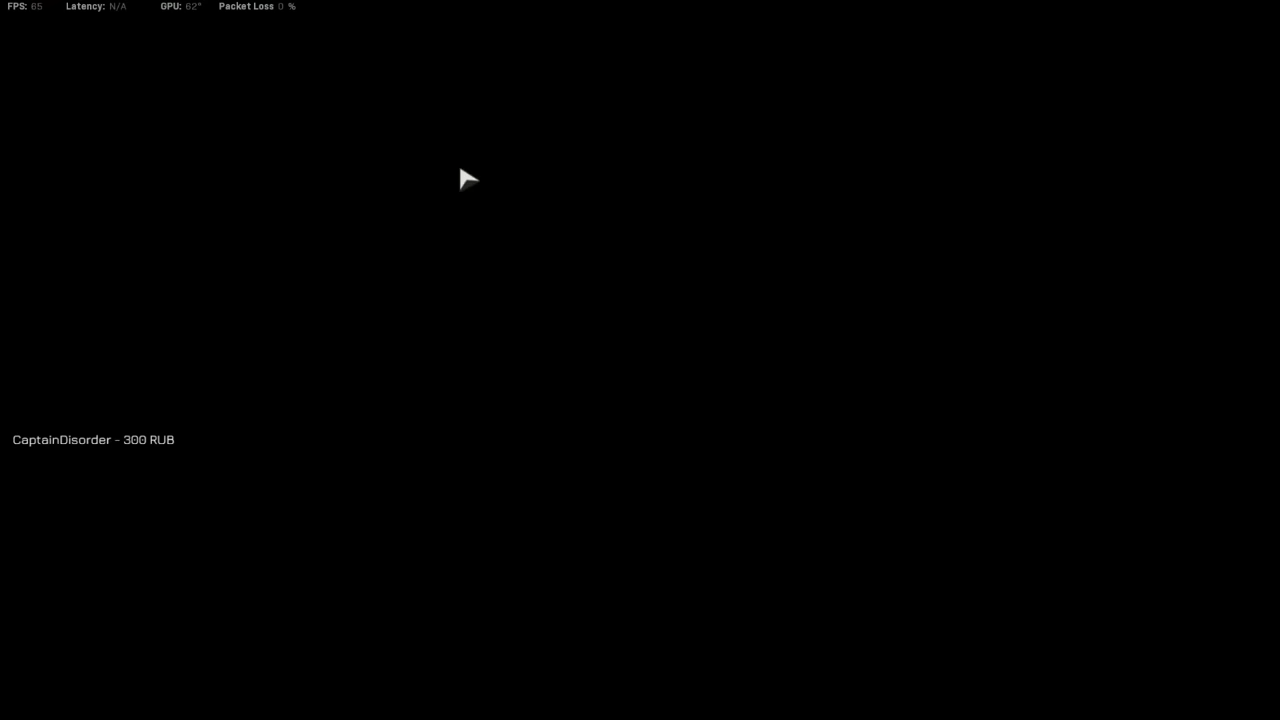 FPS: 65 Latency: N/A GPU: 62° Packet Loss 0 %
CaptainDisorder - 300 RUB